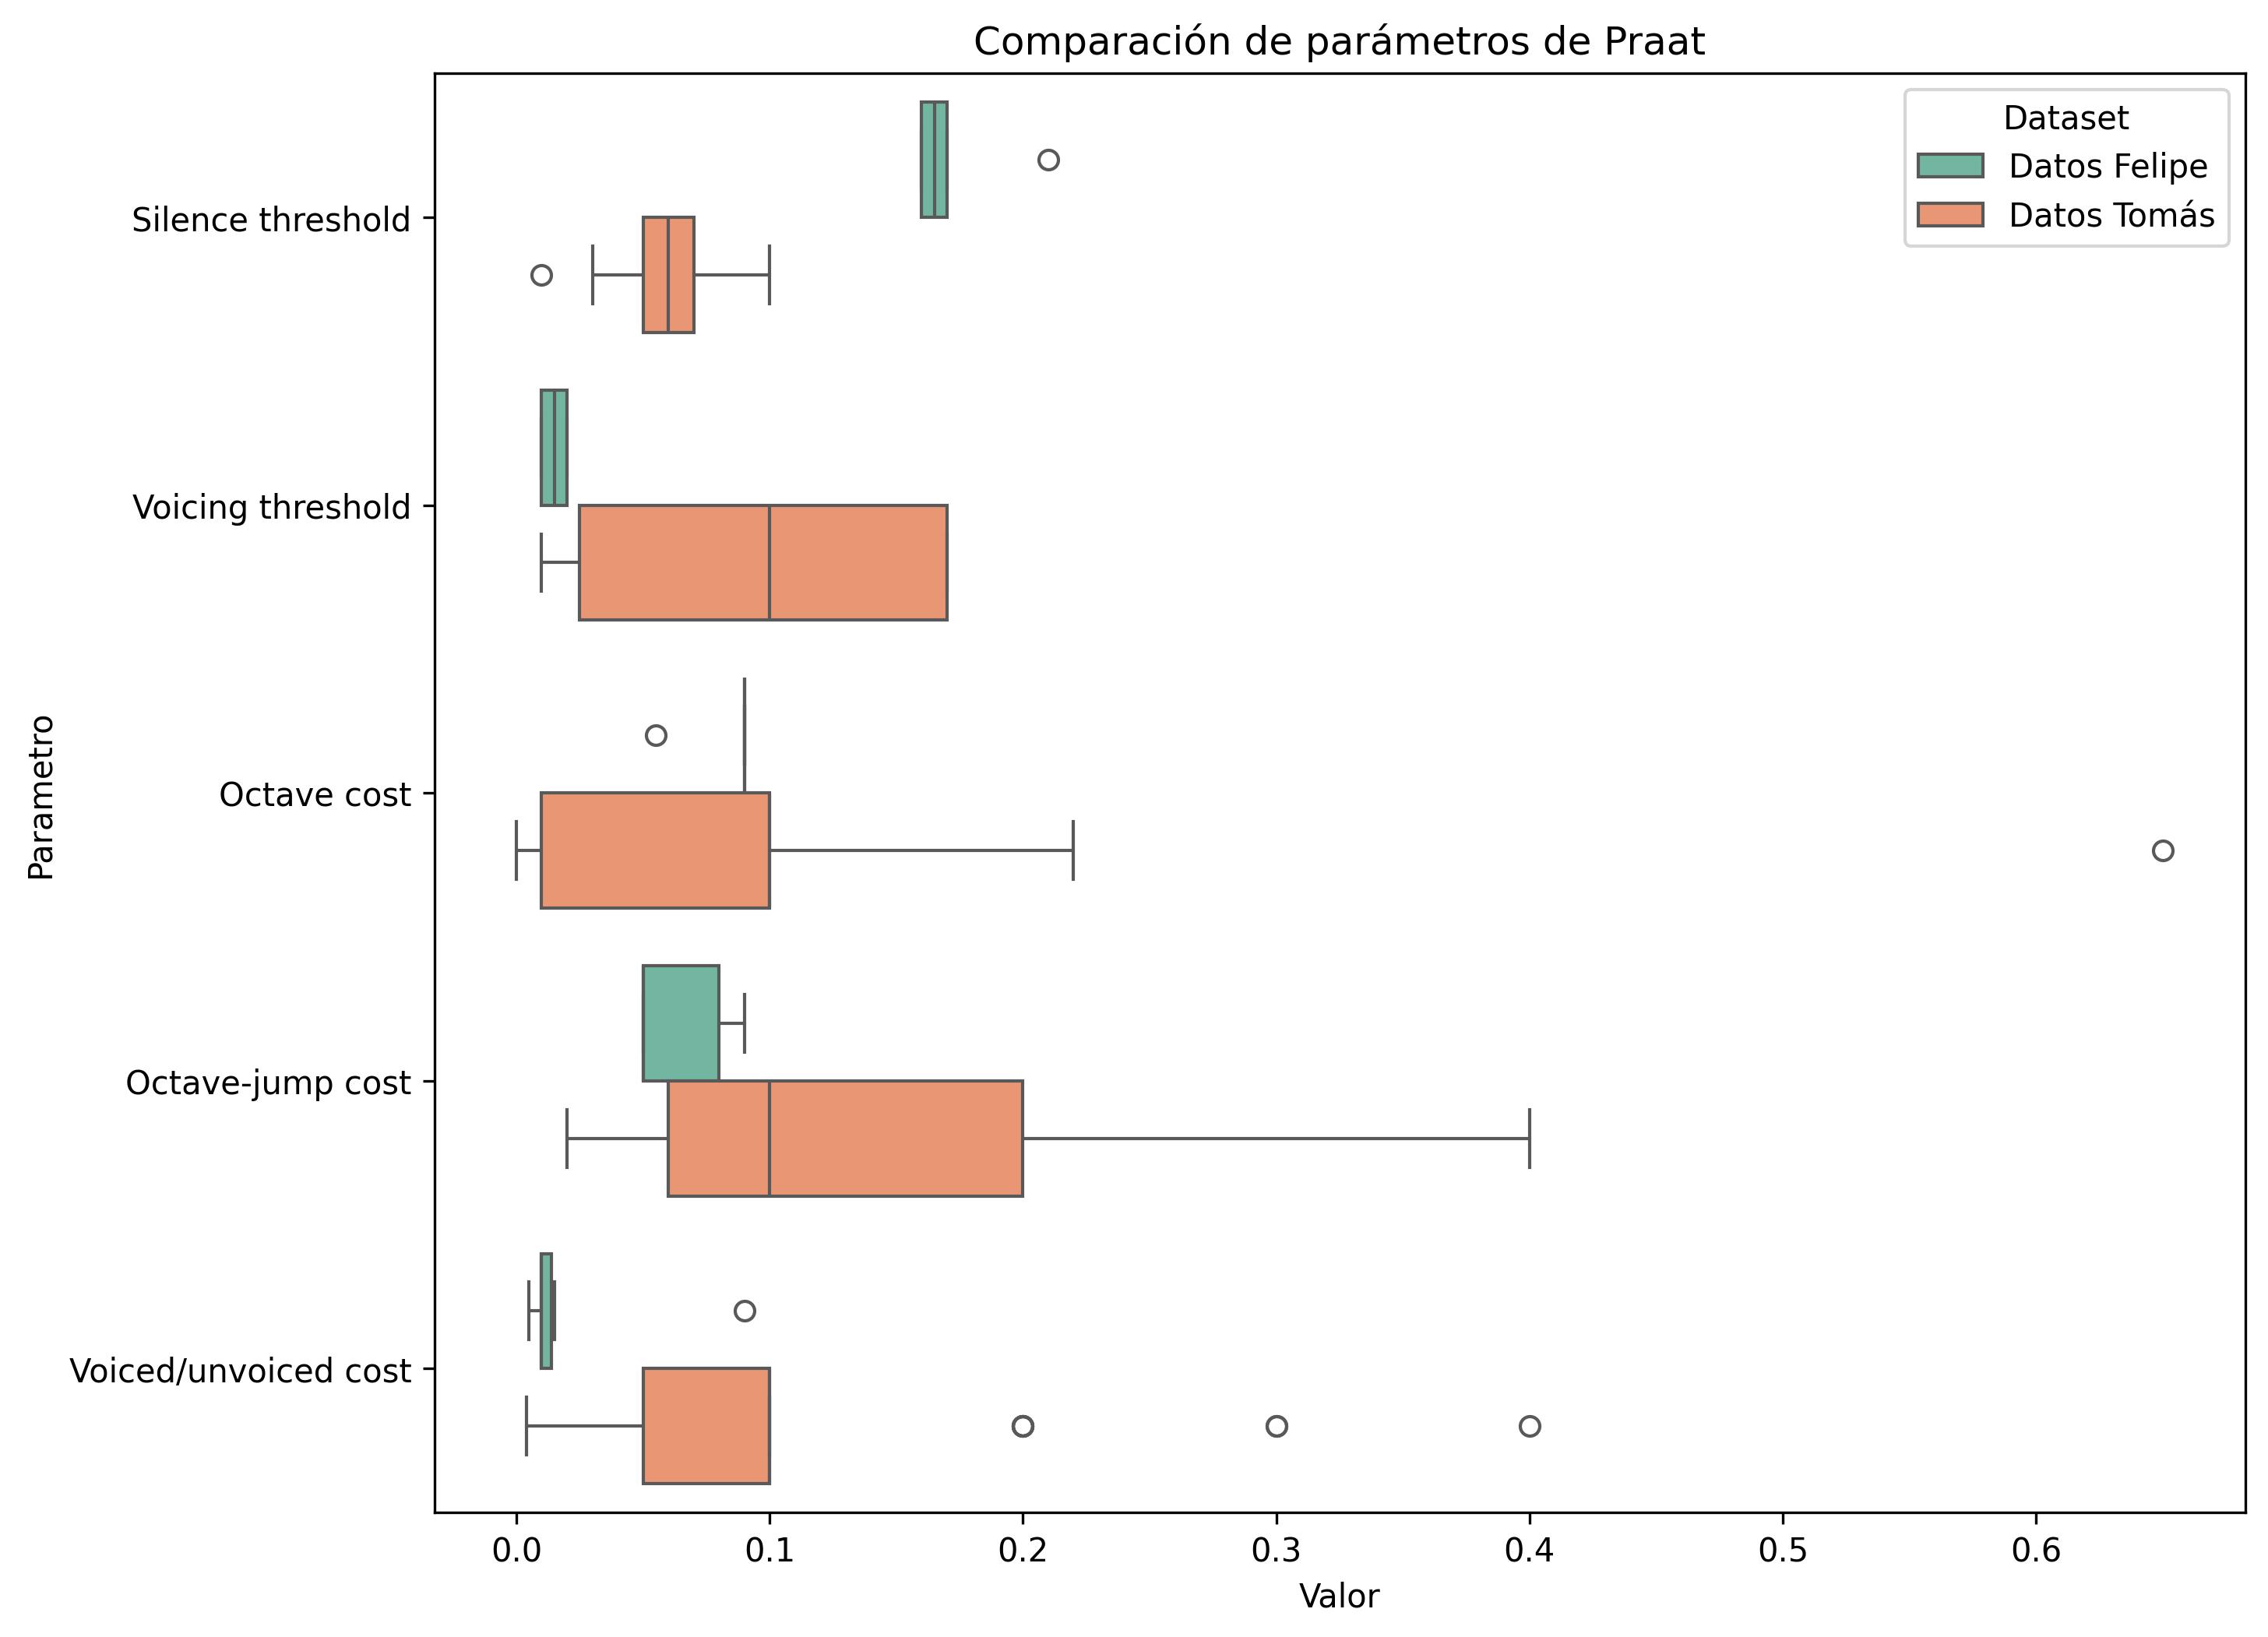 Comparación de parámetros de Praat
Dataset
Datos Felipe
Datos Tomás
Silence threshold
Voicing threshold
Octave cost
Octave-jump cost
Voiced/unvoiced cost
Parametro
0.0 0.1 0.2 0.3 0.4 0.5 0.6
Valor